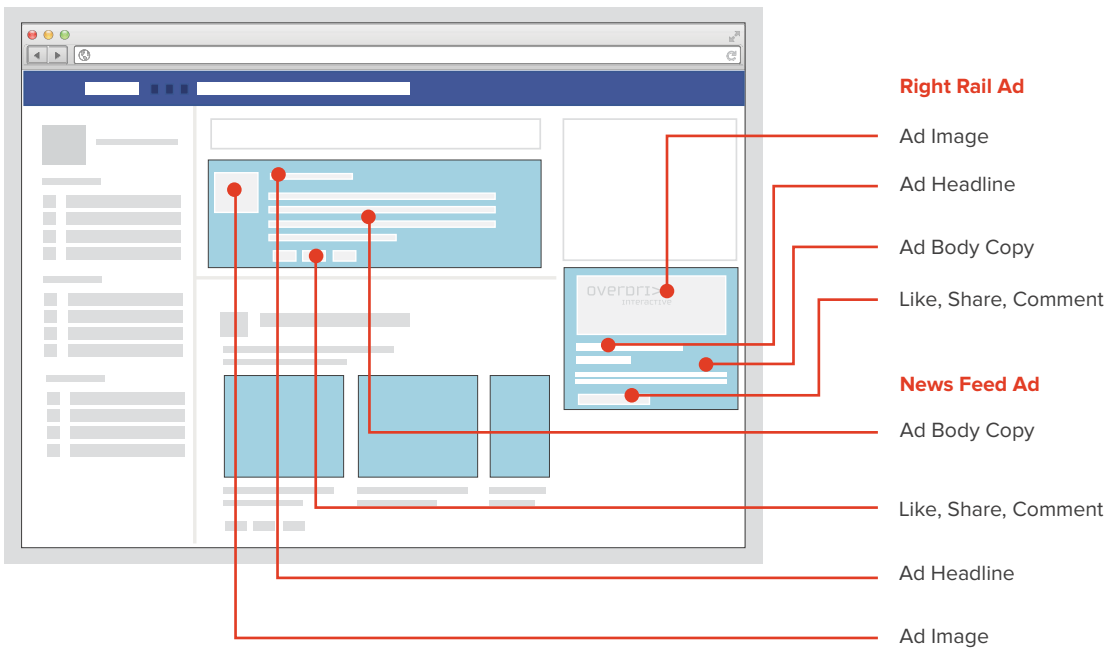 Right Rail Ad
Ad Image
Ad Headline
Ad Body Copy
Like, Share, Comment
News Feed Ad
Ad Body Copy
Like, Share, Comment
Ad Headline
Ad Image
interactive